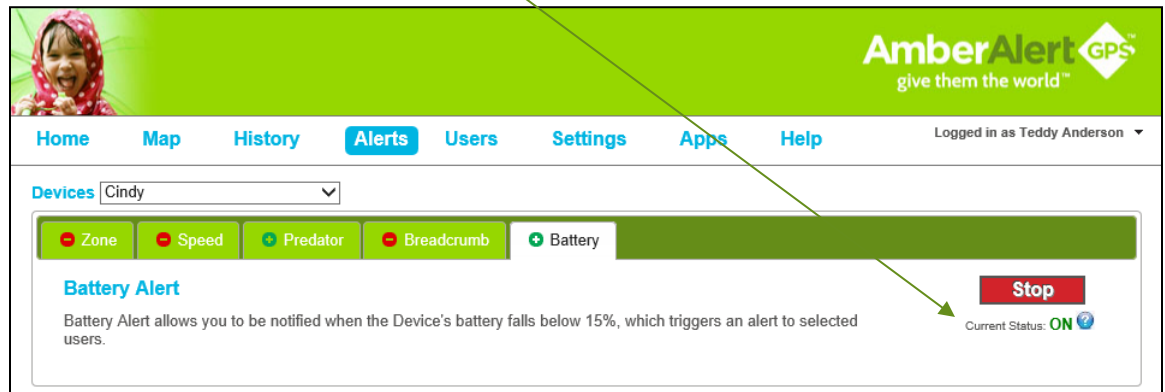 AmberAlert GPS™
give them the world™
Home Map History Alerts Users Settings Apps Help Logged in as Teddy Anderson
Devices Cindy
Zone Speed Predator Breadcrumb Battery
Battery Alert
Stop
Battery Alert allows you to be notified when the Device's battery falls below 15%, which triggers an alert to selected
users.
Current Status: ON ?